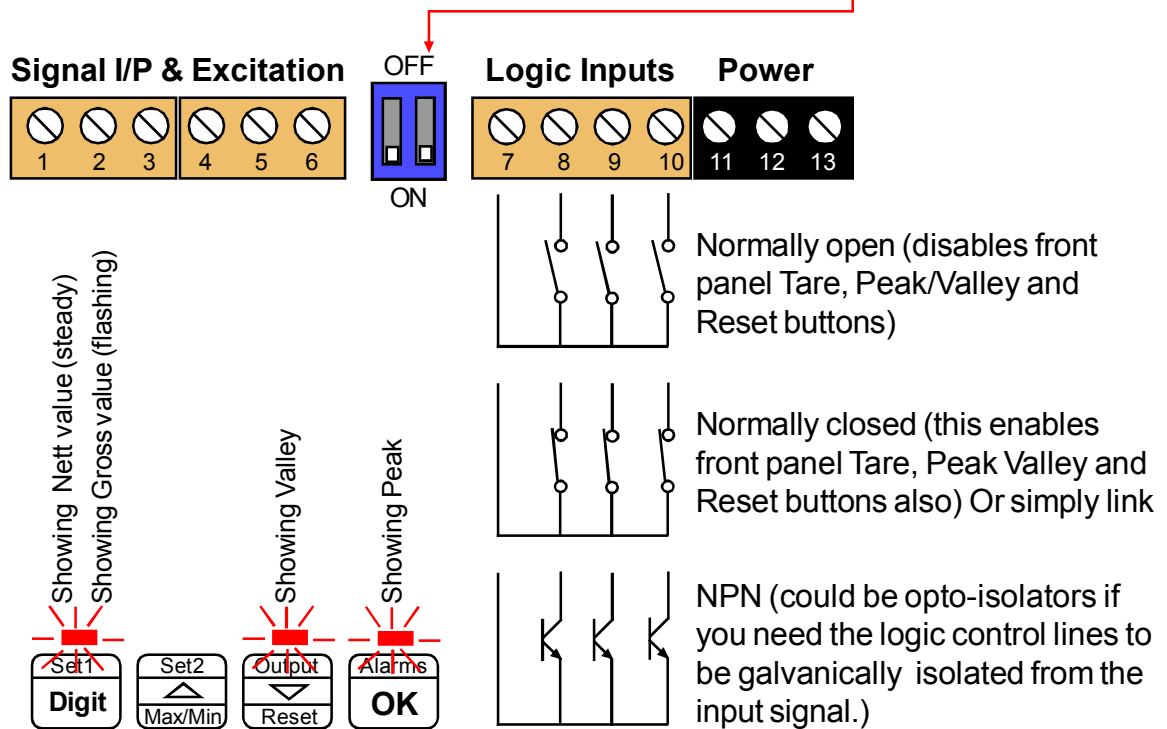 Signal I/P & Excitation
OFF
Logic Inputs
Power
1 2 3 4 5 6
7 8 9 10 11 12 13
ON
Normally open (disables front
panel Tare, Peak/Valley and
Reset buttons)
Showing Nett value (steady)
Showing Gross value (flashing)
Showing Valley
Showing Peak
Normally closed (this enables
front panel Tare, Peak Valley and
Reset buttons also) Or simply link
NPN (could be opto-isolators if
you need the logic control lines to
be galvanically isolated from the
input signal.)
Set1
Digit
Set2
Max/Min
Output
Reset
Alarms
OK